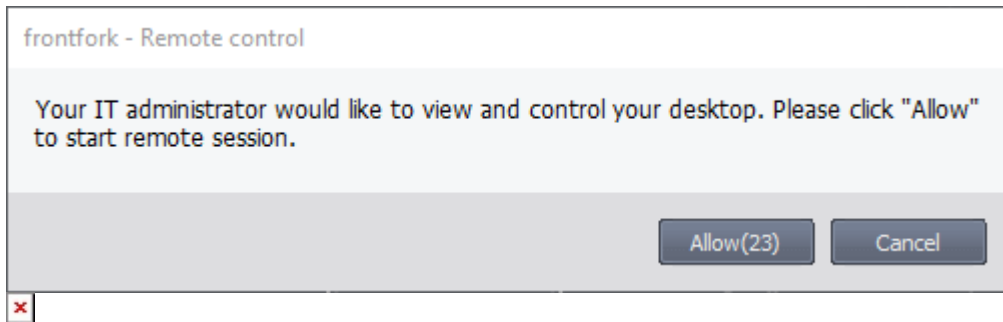 frontfork - Remote control
Your IT administrator would like to view and control your desktop. Please click "Allow"
to start remote session.
Allow(23)
Cancel